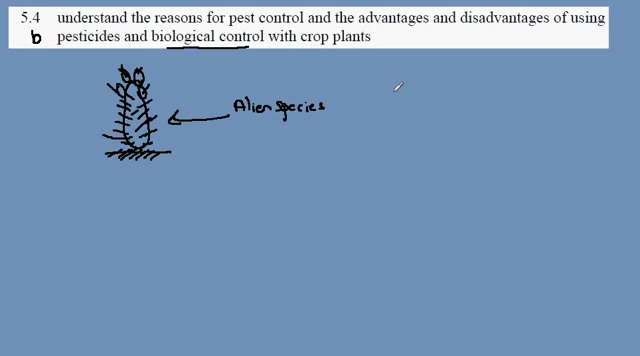 5.4 understand the reasons for pest control and the advantages and disadvantages of using
b pesticides and biological control with crop plants
Alien Species